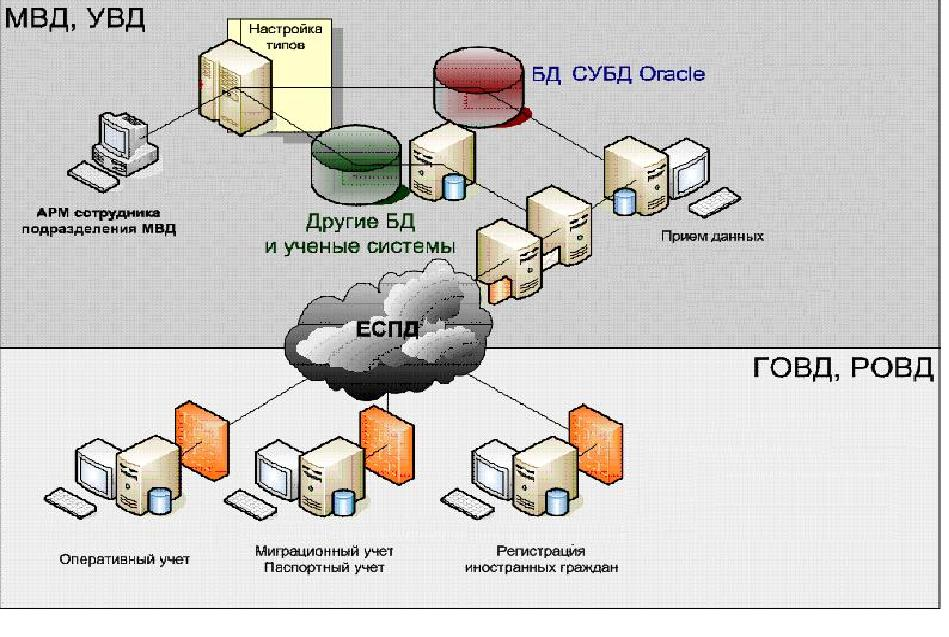 МВД, УВД
Настройка
типов
БД СУБД Oracle
АРМ сотрудника
подразделения МВД
Другие БД
и ученые системы
Прием данных
ЕСПД
ГОВД, РОВД
Оперативный учет
Миграционный учет
Паспортный учет
Регистрация
иностранных граждан